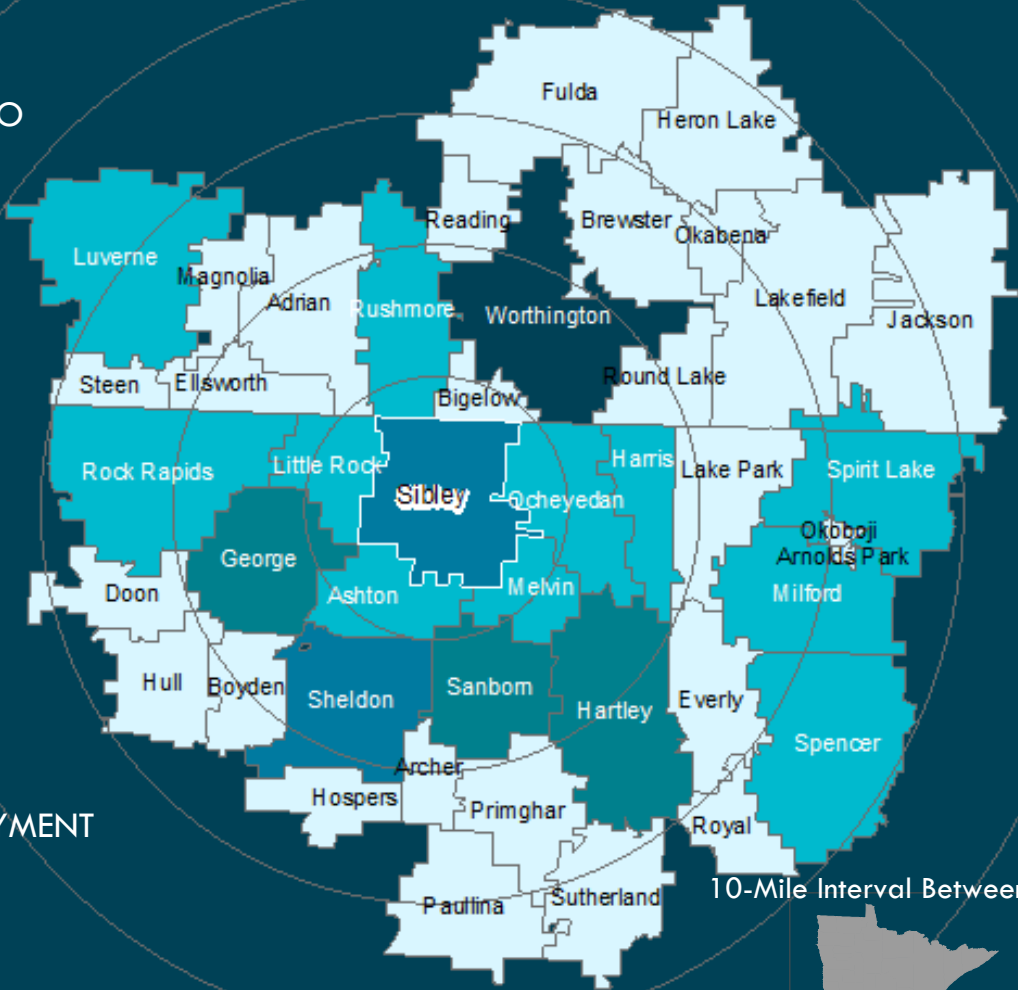 Fulda
O
Heron Lake
Reading
Brewster
Okabena
Luverne
Magnolia
Adrian
Rushmore
Worthington
Lakefield
Jackson
Round Lake
Steen
Ellsworth
Bigelow
Rock Rapids
Little Rock
Harris
Lake Park
Spirit Lake
Sibley
Ocheyedan
Okoboji
Arnolds Park
George
Doon
Ashton
Melvin
Milford
Hull
Boyden
Sheldon
Sanborn
Hartley
Everly
Spencer
Archer
Hospers
Primghar
Royal
YMENT
Paullina
Sutherland
10-Mile Interval Between